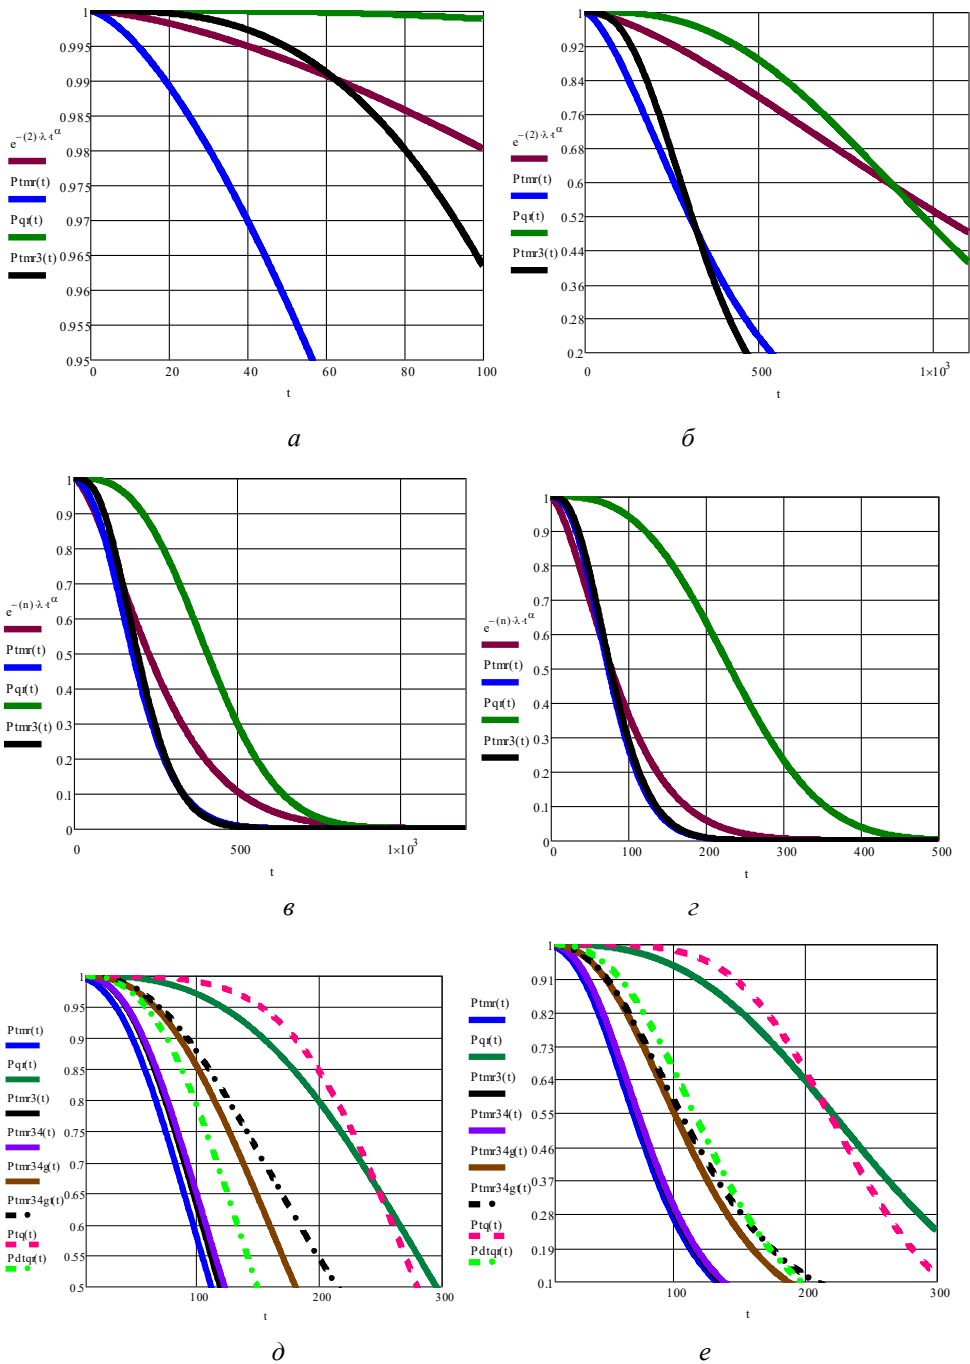 1
0.995
0.99
0.985
0.98
0.975
0.97
0.965
0.96
0.955
0.95
e^−(2)·λ·t^α
Ptmr(t)
Pqr(t)
Ptmr3(t)
0 20 40 60 80 100
t
а
1
0.92
0.84
0.76
0.68
0.6
0.52
0.44
0.36
0.28
0.2
e^−(2)·λ·t^α
Ptmr(t)
Pqr(t)
Ptmr3(t)
0 500 1×10^3
t
б
1
0.9
0.8
0.7
0.6
0.5
0.4
0.3
0.2
0.1
0
e^−(n)·λ·t^α
Ptmr(t)
Pqr(t)
Ptmr3(t)
0 500 1×10^3
t
в
1
0.9
0.8
0.7
0.6
0.5
0.4
0.3
0.2
0.1
0
e^−(n)·λ·t^α
Ptmr(t)
Pqr(t)
Ptmr3(t)
0 100 200 300 400 500
t
г
1
0.95
0.9
0.85
0.8
0.75
0.7
0.65
0.6
0.55
0.5
Ptmr(t)
Pqr(t)
Ptmr3(t)
Ptmr34(t)
Ptmr34g(t)
Ptmr34gt(t)
Ptq(t)
Pdtqr(t)
100 200 300
t
д
1
0.91
0.82
0.73
0.64
0.55
0.46
0.37
0.28
0.19
0.1
Ptmr(t)
Pqr(t)
Ptmr3(t)
Ptmr34(t)
Ptmr34g(t)
Ptmr34gt(t)
Ptq(t)
Pdtqr(t)
100 200 300
t
е